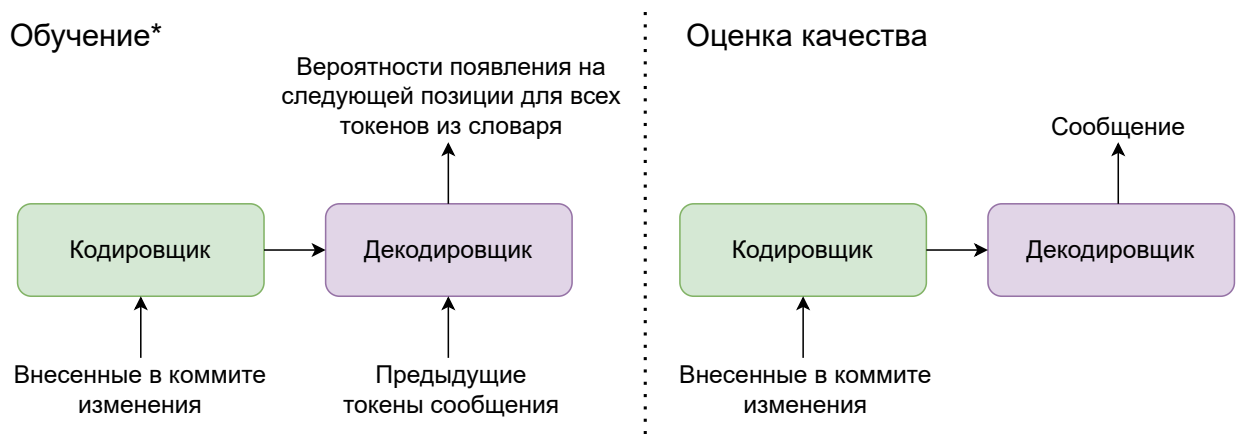 Обучение*
Вероятности появления на
следующей позиции для всех
токенов из словаря
Кодировщик
Декодировщик
Внесенные в коммите
изменения
Предыдущие
токены сообщения
Оценка качества
Сообщение
Кодировщик
Декодировщик
Внесенные в коммите
изменения